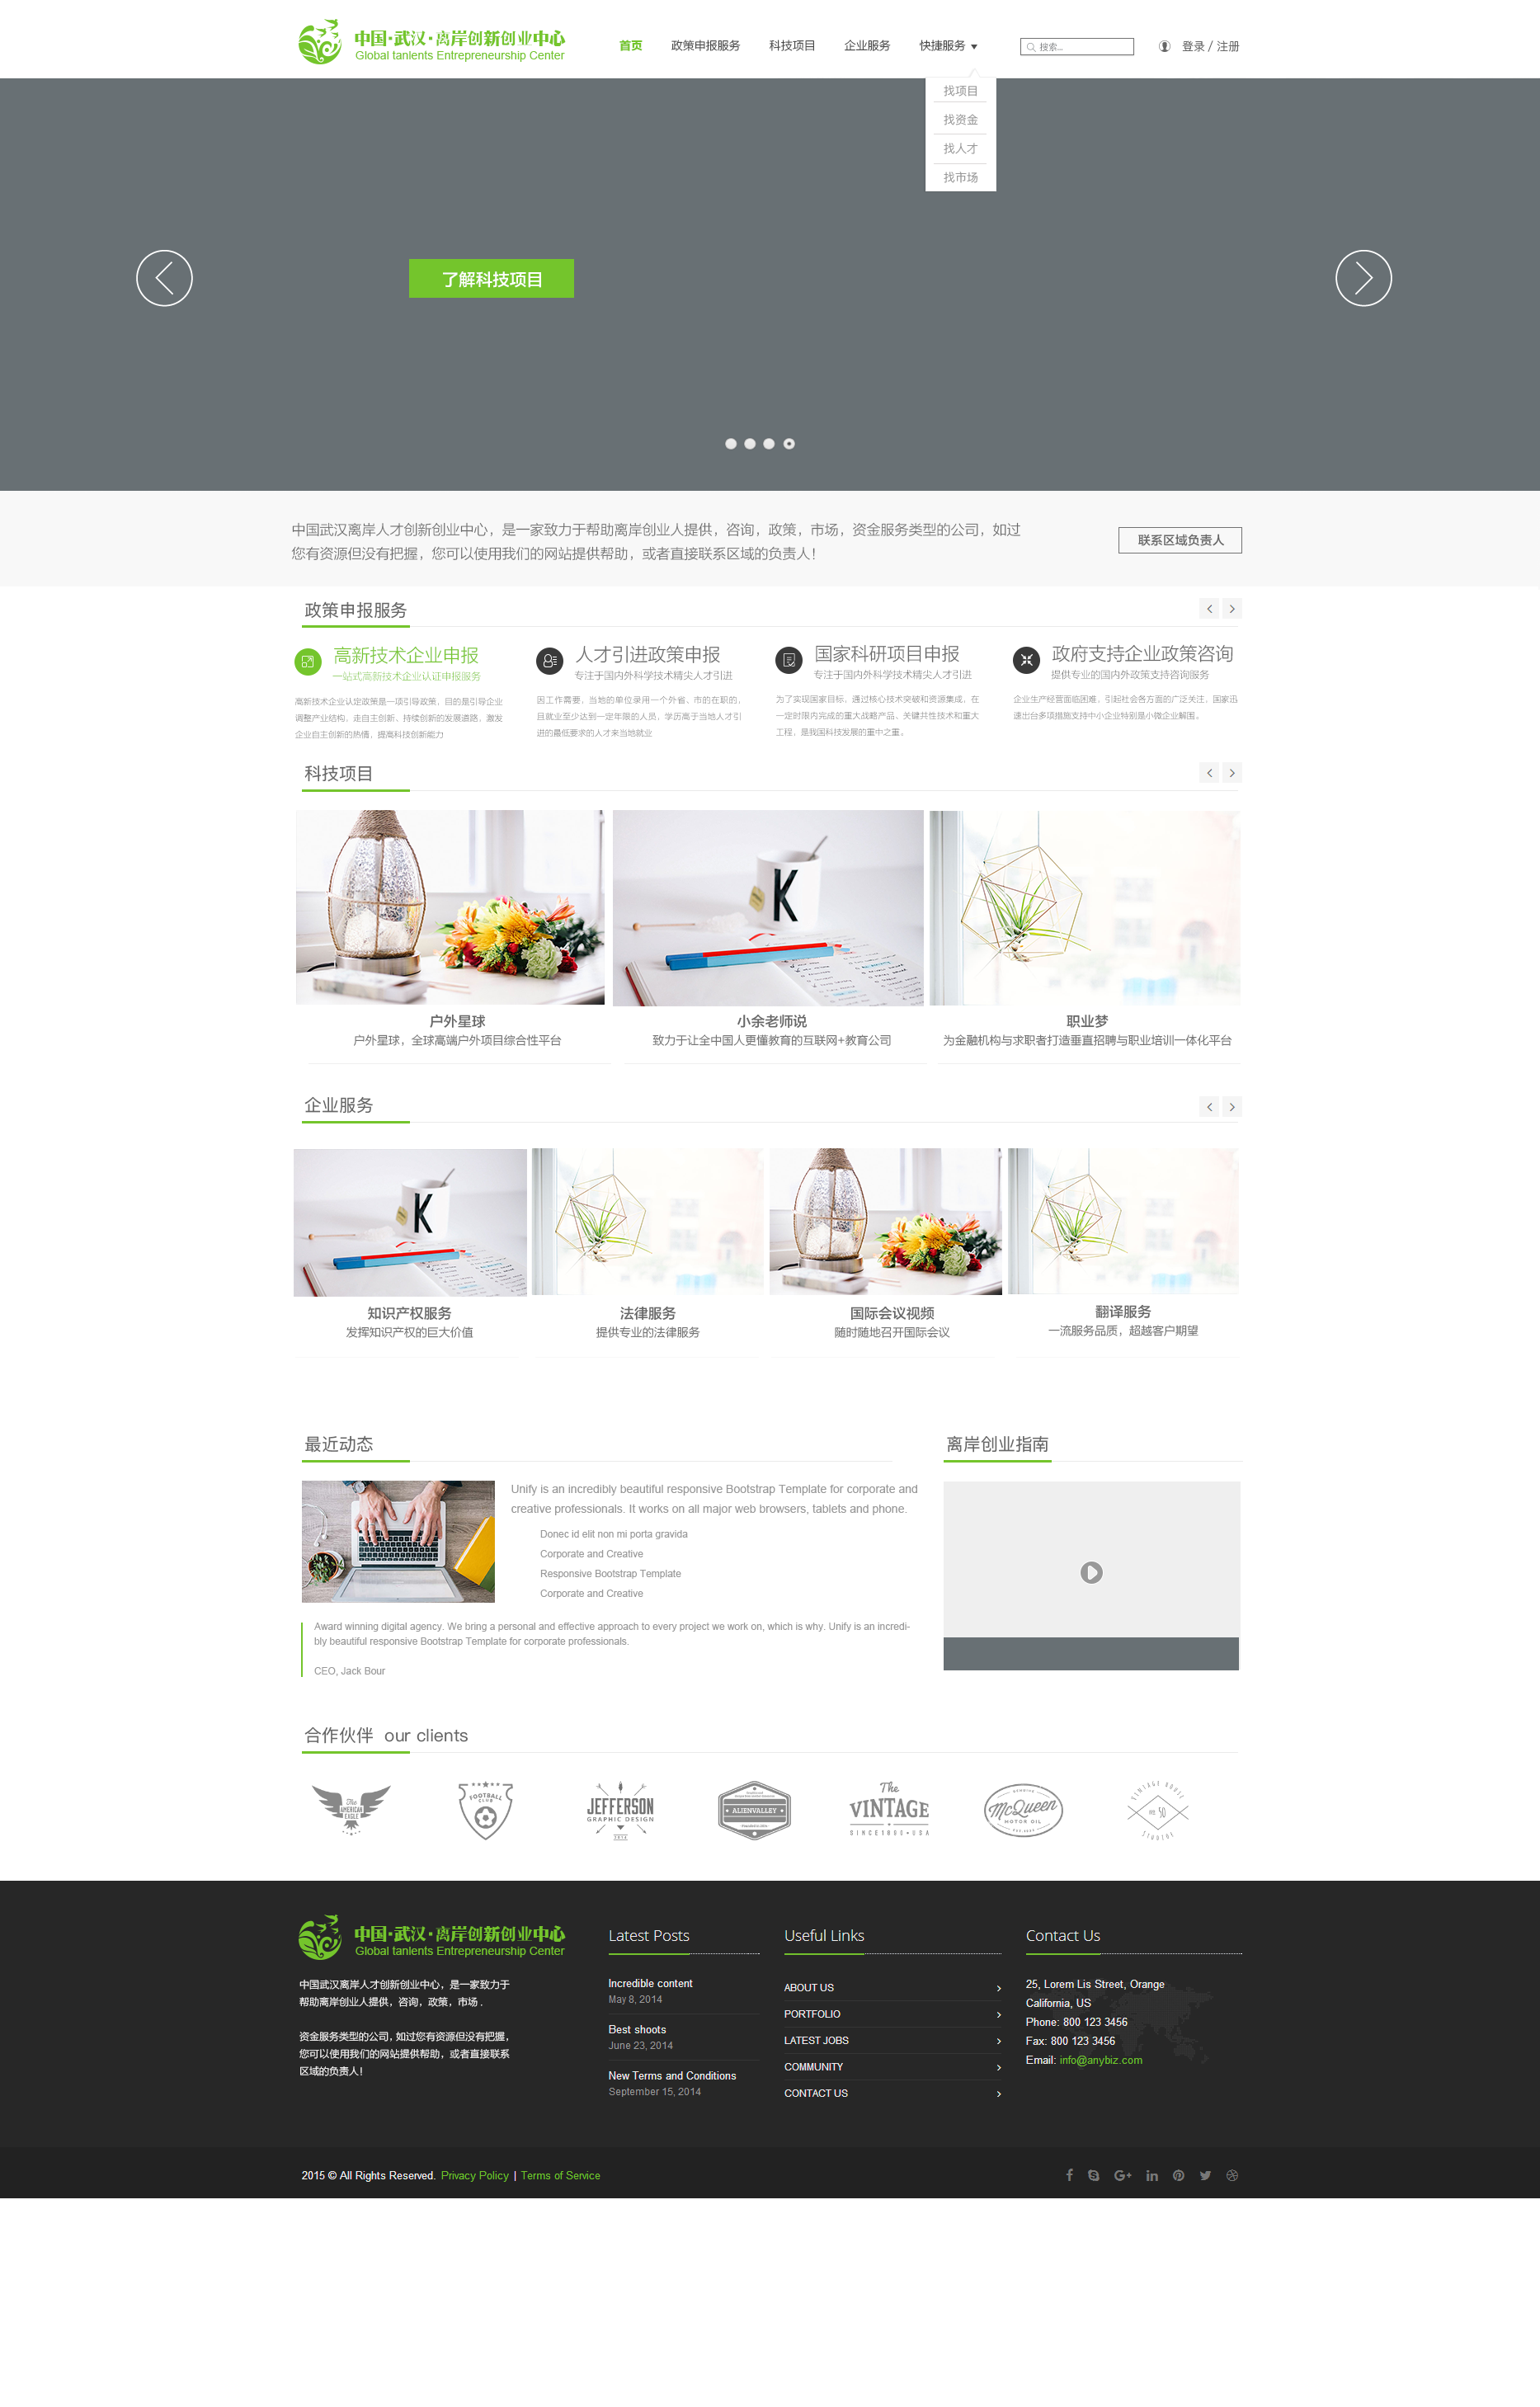 中国·武汉·离岸创新创业中心
Global tanlents Entrepreneurship Center
首页
政策申报服务
科技项目
企业服务
快捷服务
搜索...
登录 / 注册
找项目
找资金
找人才
找市场
了解科技项目
中国武汉离岸人才创新创业中心，是一家致力于帮助离岸创业人提供，咨询，政策，市场，资金服务类型的公司，如过
您有资源但没有把握，您可以使用我们的网站提供帮助，或者直接联系区域的负责人！
联系区域负责人
政策申报服务
高新技术企业申报
一站式高新技术企业认证申报服务
高新技术企业认定政策是一项引导政策，目的是引导企业
调整产业结构，走自主创新、持续创新的发展道路，激发
企业自主创新的热情，提高科技创新能力
人才引进政策申报
专注于国内外科学技术精尖人才引进
因工作需要，当地的单位录用一个外省、市的在职的，
且就业至少达到一定年限的人员，学历高于当地人才引
进的最低要求的人才来当地就业
国家科研项目申报
专注于国内外科学技术精尖人才引进
为了实现国家目标，通过核心技术突破和资源集成，在
一定时限内完成的重大战略产品、关键共性技术和重大
工程，是我国科技发展的重中之重。
政府支持企业政策咨询
提供专业的国内外政策支持咨询服务
企业生产经营面临困难，引起社会各方面的广泛关注，国家迅
速出台多项措施支持中小企业特别是小微企业解围。
科技项目
K
户外星球
户外星球，全球高端户外项目综合性平台
小余老师说
致力于让全中国人更懂教育的互联网+教育公司
职业梦
为金融机构与求职者打造垂直招聘与职业培训一体化平台
企业服务
K
知识产权服务
发挥知识产权的巨大价值
法律服务
提供专业的法律服务
国际会议视频
随时随地召开国际会议
翻译服务
一流服务品质，超越客户期望
最近动态
Unify is an incredibly beautiful responsive Bootstrap Template for corporate and
creative professionals. It works on all major web browsers, tablets and phone.
Donec id elit non mi porta gravida
Corporate and Creative
Responsive Bootstrap Template
Corporate and Creative
Award winning digital agency. We bring a personal and effective approach to every project we work on, which is why. Unify is an incredi-
bly beautiful responsive Bootstrap Template for corporate professionals.
CEO, Jack Bour
离岸创业指南
合作伙伴 our clients
The
AMERICAN
EAGLE
FOOTBALL
CLUB
JEFFERSON
GRAPHIC DESIGN
2014
ALIENVALLEY
The
VINTAGE
SINCE1800•USA
McQueen
MOTOR OIL
VINTAGE HOUSE
No 50
中国·武汉·离岸创新创业中心
Global tanlents Entrepreneurship Center
中国武汉离岸人才创新创业中心，是一家致力于
帮助离岸创业人提供，咨询，政策，市场 .
资金服务类型的公司，如过您有资源但没有把握，
您可以使用我们的网站提供帮助，或者直接联系
区域的负责人！
Latest Posts
Incredible content
May 8, 2014
Best shoots
June 23, 2014
New Terms and Conditions
September 15, 2014
Useful Links
ABOUT US
PORTFOLIO
LATEST JOBS
COMMUNITY
CONTACT US
Contact Us
25, Lorem Lis Street, Orange
California, US
Phone: 800 123 3456
Fax: 800 123 3456
Email: info@anybiz.com
2015 © All Rights Reserved. Privacy Policy | Terms of Service